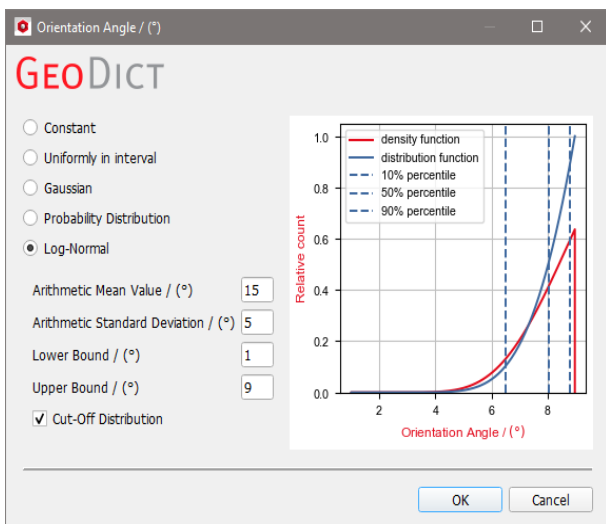 Orientation Angle / (°)
GEODICT
Constant
Uniformly in interval
Gaussian
Probability Distribution
Log-Normal
Arithmetic Mean Value / (°) 15
Arithmetic Standard Deviation / (°) 5
Lower Bound / (°) 1
Upper Bound / (°) 9
Cut-Off Distribution
density function
distribution function
10% percentile
50% percentile
90% percentile
Relative count
1.0
0.8
0.6
0.4
0.2
0.0
2 4 6 8
Orientation Angle / (°)
OK Cancel